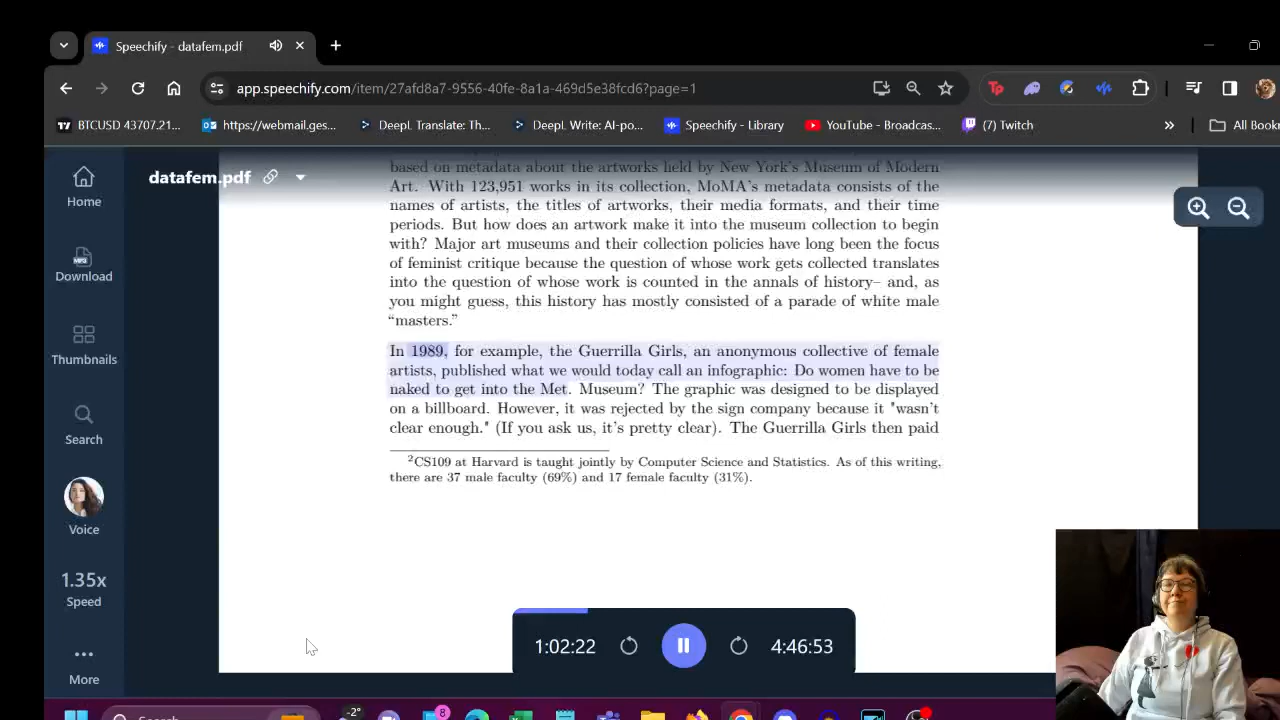 Speechify - datafem.pdf
app.speechify.com/item/27afd8a7-9556-40fe-8a1a-469d5e38fcd6?page=1
BTCUSD 43707.21...
https://webmail.ges...
DeepL Translate: Th...
DeepL Write: AI-po...
Speechify - Library
YouTube - Broadcas...
(7) Twitch
»
All Book
datafem.pdf
Home
Download
Thumbnails
Search
Voice
1.35x
Speed
More
based on metadata about the artworks held by New York's Museum of Modern
Art. With 123,951 works in its collection, MoMA's metadata consists of the
names of artists, the titles of artworks, their media formats, and their time
periods. But how does an artwork make it into the museum collection to begin
with? Major art museums and their collection policies have long been the focus
of feminist critique because the question of whose work gets collected translates
into the question of whose work is counted in the annals of history– and, as
you might guess, this history has mostly consisted of a parade of white male
“masters.”
In 1989, for example, the Guerrilla Girls, an anonymous collective of female
artists, published what we would today call an infographic: Do women have to be
naked to get into the Met. Museum? The graphic was designed to be displayed
on a billboard. However, it was rejected by the sign company because it "wasn't
clear enough." (If you ask us, it's pretty clear). The Guerrilla Girls then paid
2CS109 at Harvard is taught jointly by Computer Science and Statistics. As of this writing,
there are 37 male faculty (69%) and 17 female faculty (31%).
1:02:22
4:46:53
Search
-2°
8